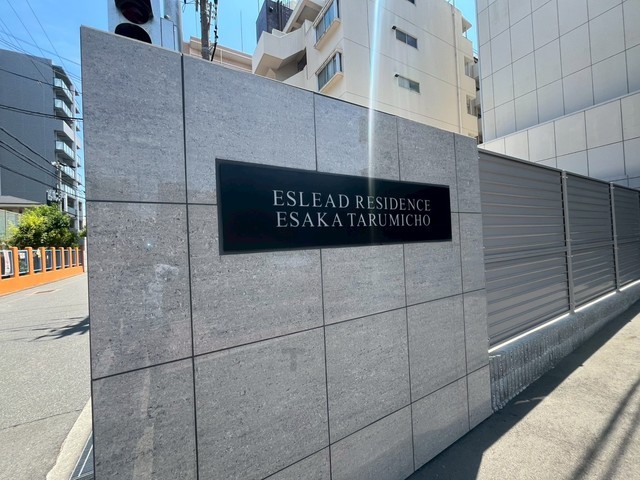 ESLEAD RESIDENCE
ESAKA TARUMICHO